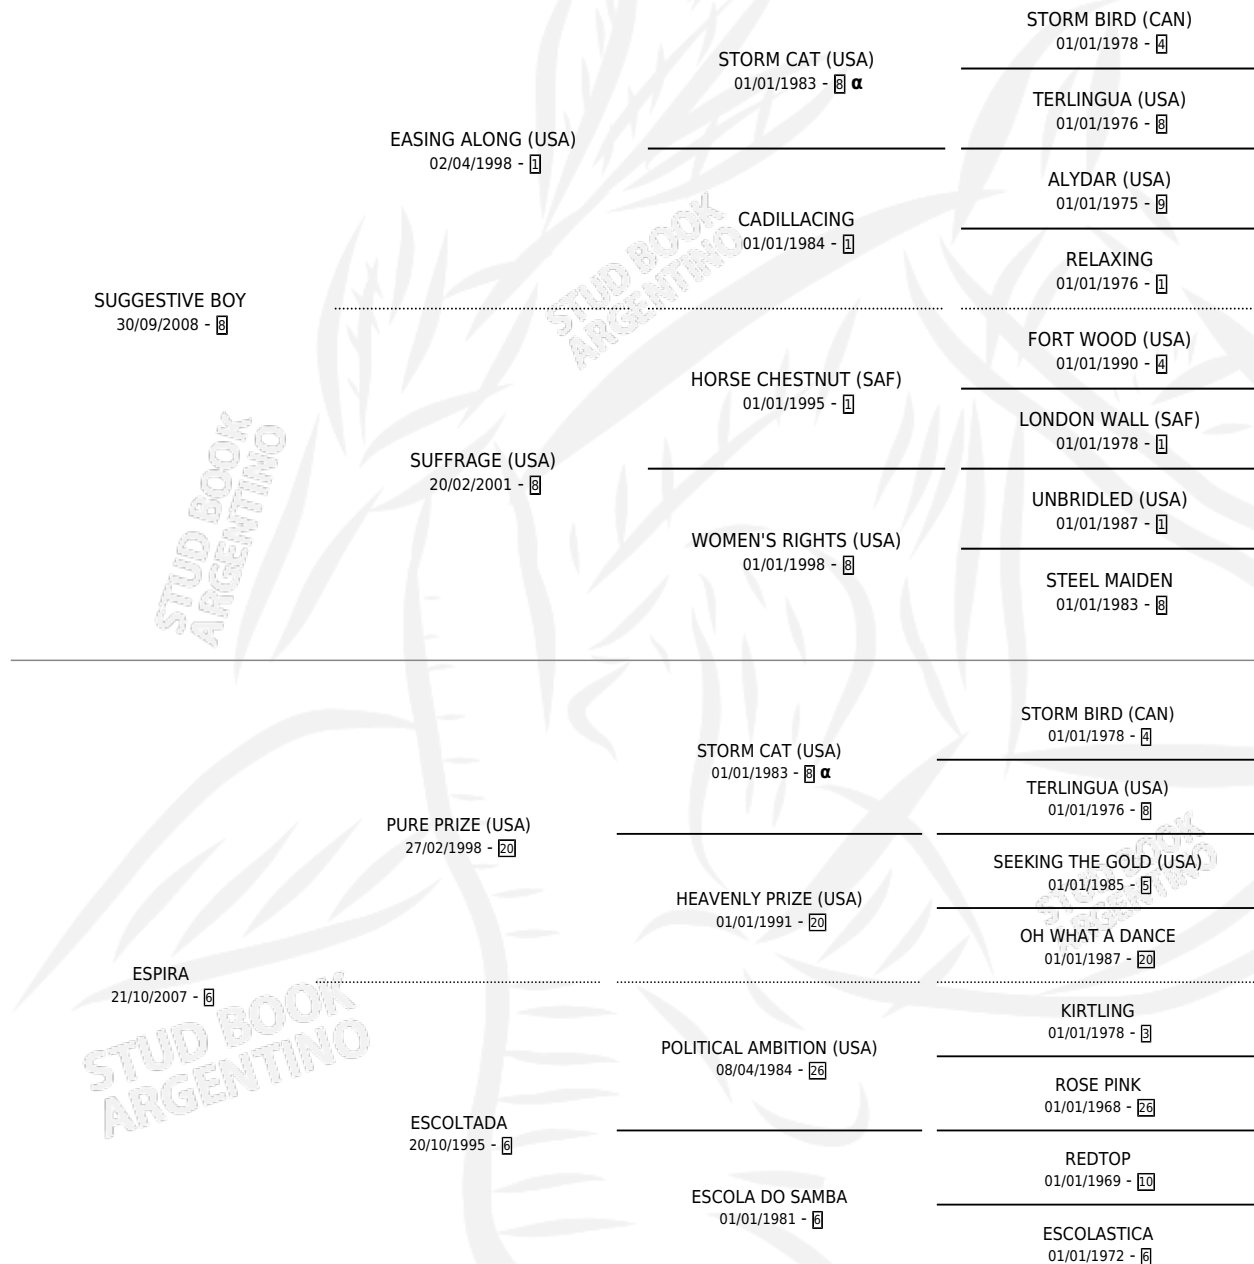 STORM BIRD (CAN)
01/01/1978 - 4
STORM CAT (USA)
01/01/1983 - 8 α
TERLINGUA (USA)
01/01/1976 - 8
EASING ALONG (USA)
02/04/1998 - 1
ALYDAR (USA)
01/01/1975 - 9
CADILLACING
01/01/1984 - 1
RELAXING
01/01/1976 - 1
SUGGESTIVE BOY
30/09/2008 - 8
FORT WOOD (USA)
01/01/1990 - 4
HORSE CHESTNUT (SAF)
01/01/1995 - 1
LONDON WALL (SAF)
01/01/1978 - 1
SUFFRAGE (USA)
20/02/2001 - 8
UNBRIDLED (USA)
01/01/1987 - 1
WOMEN'S RIGHTS (USA)
01/01/1998 - 8
STEEL MAIDEN
01/01/1983 - 8
STORM BIRD (CAN)
01/01/1978 - 4
STORM CAT (USA)
01/01/1983 - 8 α
TERLINGUA (USA)
01/01/1976 - 8
PURE PRIZE (USA)
27/02/1998 - 20
SEEKING THE GOLD (USA)
01/01/1985 - 5
HEAVENLY PRIZE (USA)
01/01/1991 - 20
OH WHAT A DANCE
01/01/1987 - 20
ESPIRA
21/10/2007 - 6
KIRTLING
01/01/1978 - 3
POLITICAL AMBITION (USA)
08/04/1984 - 26
ROSE PINK
01/01/1968 - 26
ESCOLTADA
20/10/1995 - 6
REDTOP
01/01/1969 - 10
ESCOLA DO SAMBA
01/01/1981 - 6
ESCOLASTICA
01/01/1972 - 6
STUD BOOK
ARGENTINO
STUD BOOK
ARGENTINO
STUD BOOK
ARGENTINO
STUD BOOK
ARGENTINO